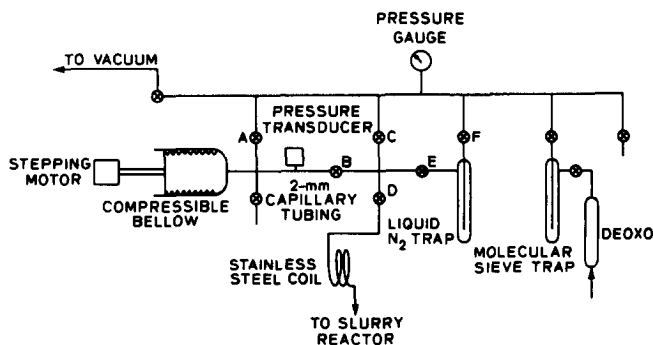 PRESSURE
GAUGE
TO VACUUM
PRESSURE
TRANSDUCER
A
C
F
B
E
STEPPING
MOTOR
2-mm
CAPILLARY
TUBING
D
COMPRESSIBLE
BELLOW
LIQUID
N2 TRAP
MOLECULAR
SIEVE TRAP
DEOXO
STAINLESS
STEEL COIL
TO SLURRY
REACTOR